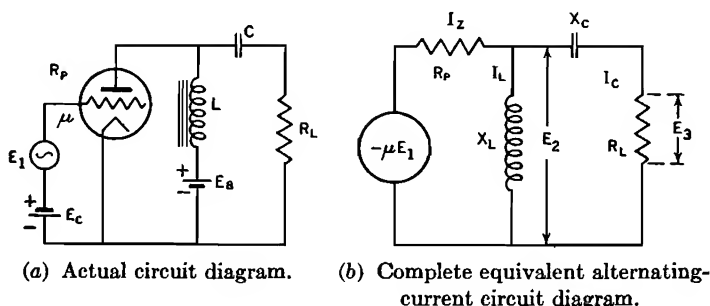 C
R_P
μ
L
R_L
E_1
+
−
E_a
+
−
E_c
(a) Actual circuit diagram.
I_Z
X_C
R_P
I_L
I_C
−μE_1
X_L
E_2
R_L
E_3
(b) Complete equivalent alternating-
current circuit diagram.